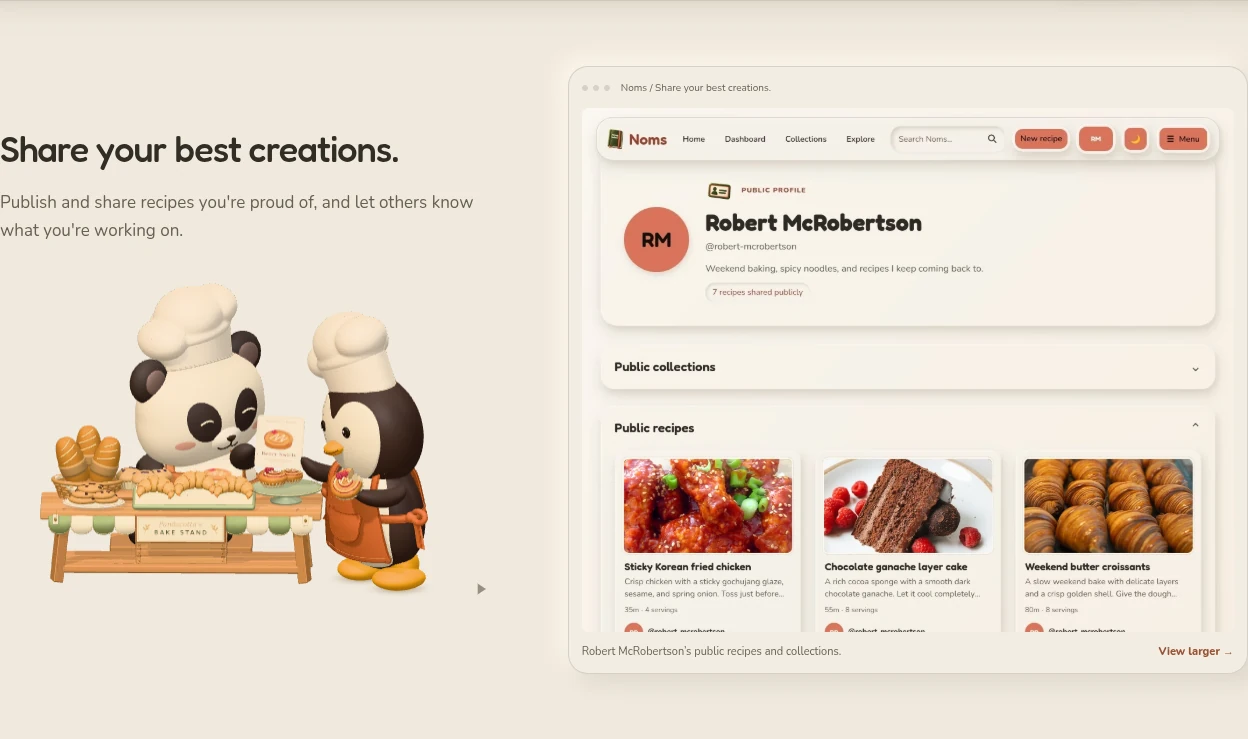 Share your best creations.
Publish and share recipes you're proud of, and let others know
what you're working on.
BAKE STAND
Noms / Share your best creations.
Noms
Home
Dashboard
Collections
Explore
Search Noms...
New recipe
RM
Menu
PUBLIC PROFILE
RM
Robert McRobertson
@robert-mcrobertson
Weekend baking, spicy noodles, and recipes I keep coming back to.
7 recipes shared publicly
Public collections
Public recipes
Sticky Korean fried chicken
Crisp chicken with a sticky gochujang glaze,
sesame, and spring onion. Toss just before...
35m · 4 servings
@robert-mcrobertson
Chocolate ganache layer cake
A rich cocoa sponge with a smooth dark
chocolate ganache. Let it cool completely...
55m · 8 servings
@robert-mcrobertson
Weekend butter croissants
A slow weekend bake with delicate layers
and a crisp golden shell. Give the dough...
80m · 8 servings
@robert-mcrobertson
Robert McRobertson's public recipes and collections.
View larger →